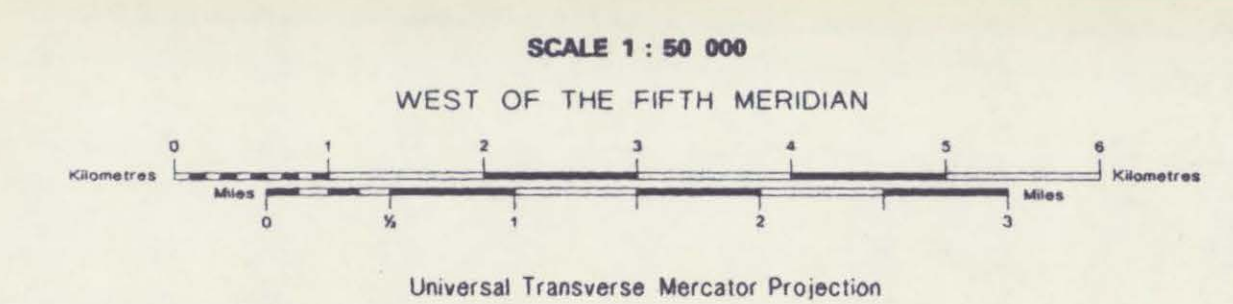 SCALE 1 : 50 000
WEST OF THE FIFTH MERIDIAN
0 1 2 3 4 5 6
Kilometres Kilometres
Miles Miles
0 ½ 1 2 3
Universal Transverse Mercator Projection